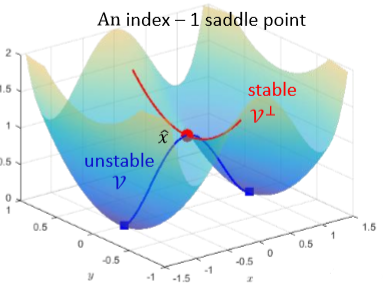 An index – 1 saddle point
stable
𝒱⊥
x̂
unstable
𝒱
2
1.5
1
0.5
0
1
0.5
0
-0.5
-1
y
-1.5
-1
-0.5
0
0.5
1
1.5
x